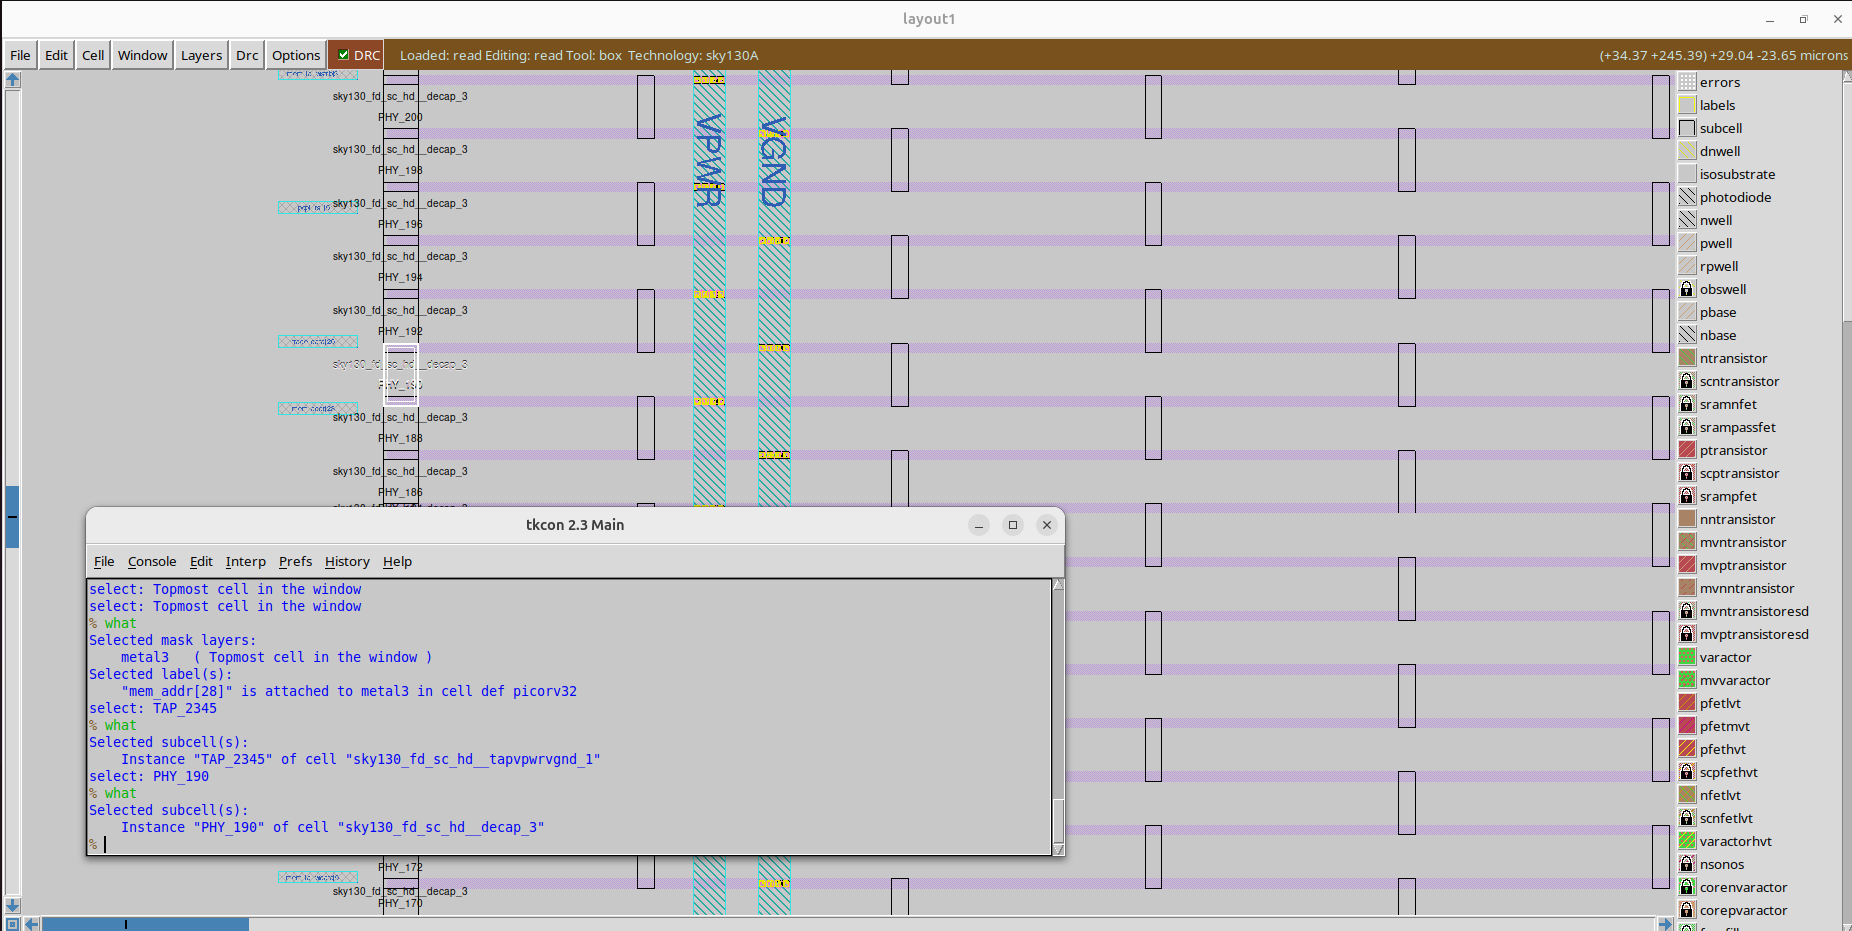 layout1
File Edit Cell Window Layers Drc Options DRC Loaded: read Editing: read Tool: box Technology: sky130A (+34.37 +245.39) +29.04 -23.65 microns
sky130_fd_sc_hd__decap_3
PHY_200
sky130_fd_sc_hd__decap_3
PHY_198
sky130_fd_sc_hd__decap_3
PHY_196
sky130_fd_sc_hd__decap_3
PHY_194
sky130_fd_sc_hd__decap_3
PHY_192
sky130_fd_sc_hd__decap_3
PHY_190
mem_addr[28]
sky130_fd_sc_hd__decap_3
PHY_188
sky130_fd_sc_hd__decap_3
PHY_186
VPWR
VGND
tkcon 2.3 Main
File Console Edit Interp Prefs History Help
select: Topmost cell in the window
select: Topmost cell in the window
% what
Selected mask layers:
metal3 ( Topmost cell in the window )
Selected label(s):
"mem_addr[28]" is attached to metal3 in cell def picorv32
select: TAP_2345
% what
Selected subcell(s):
Instance "TAP_2345" of cell "sky130_fd_sc_hd__tapvpwrvgnd_1"
select: PHY_190
% what
Selected subcell(s):
Instance "PHY_190" of cell "sky130_fd_sc_hd__decap_3"
%
PHY_172
sky130_fd_sc_hd__decap_3
PHY_170
errors
labels
subcell
dnwell
isosubstrate
photodiode
nwell
pwell
rpwell
obswell
pbase
nbase
ntransistor
scntransistor
sramnfet
srampassfet
ptransistor
scptransistor
srampfet
nntransistor
mvntransistor
mvptransistor
mvnntransistor
mvntransistoresd
mvptransistoresd
varactor
mvvaractor
pfetlvt
pfetmvt
pfethvt
scpfethvt
nfetlvt
scnfetlvt
varactorhvt
nsonos
corenvaractor
corepvaractor